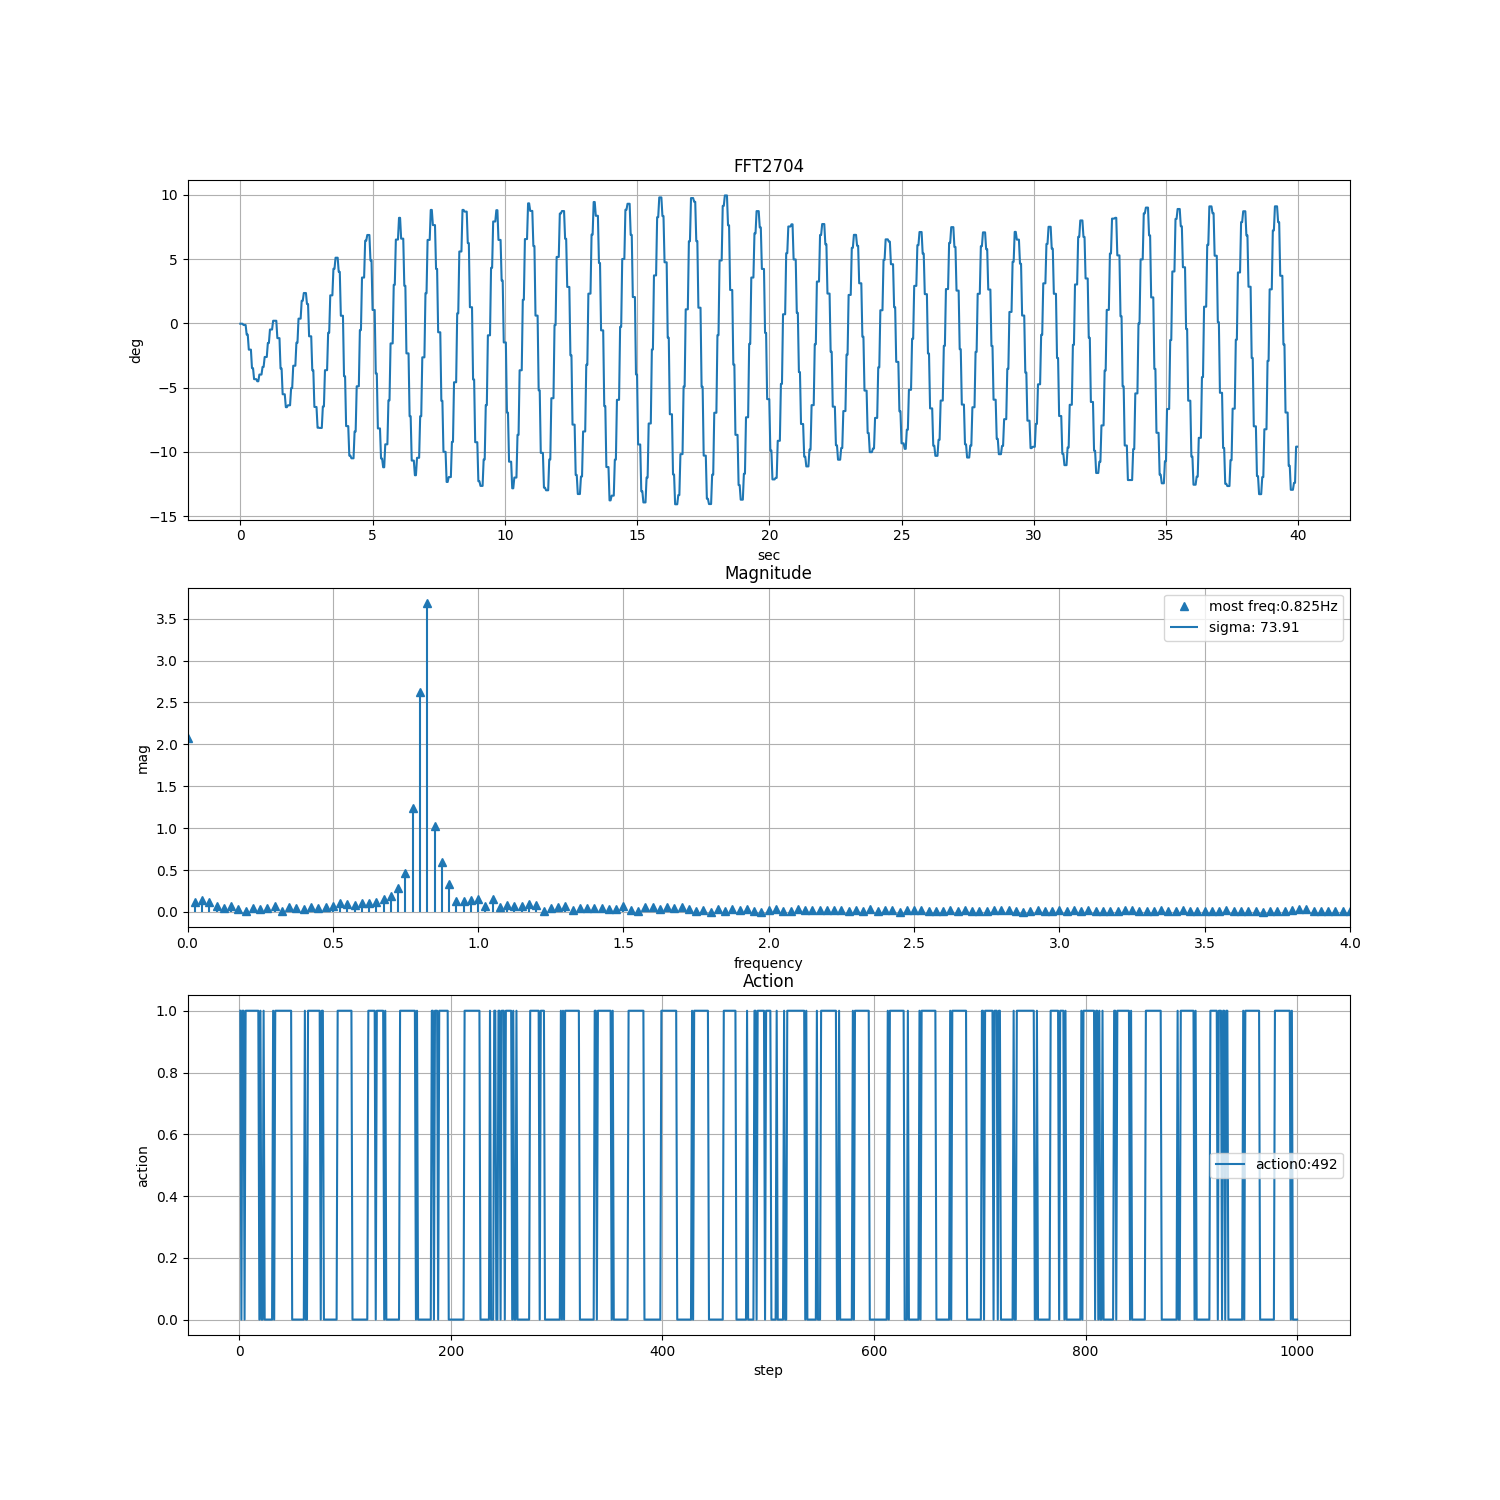 FFT2704
10
5
0
−5
−10
−15
deg
0 5 10 15 20 25 30 35 40
sec
Magnitude
most freq:0.825Hz
sigma: 73.91
3.5
3.0
2.5
2.0
1.5
1.0
0.5
0.0
mag
0.0 0.5 1.0 1.5 2.0 2.5 3.0 3.5 4.0
frequency
Action
1.0
0.8
0.6
0.4
0.2
0.0
action
action0:492
0 200 400 600 800 1000
step